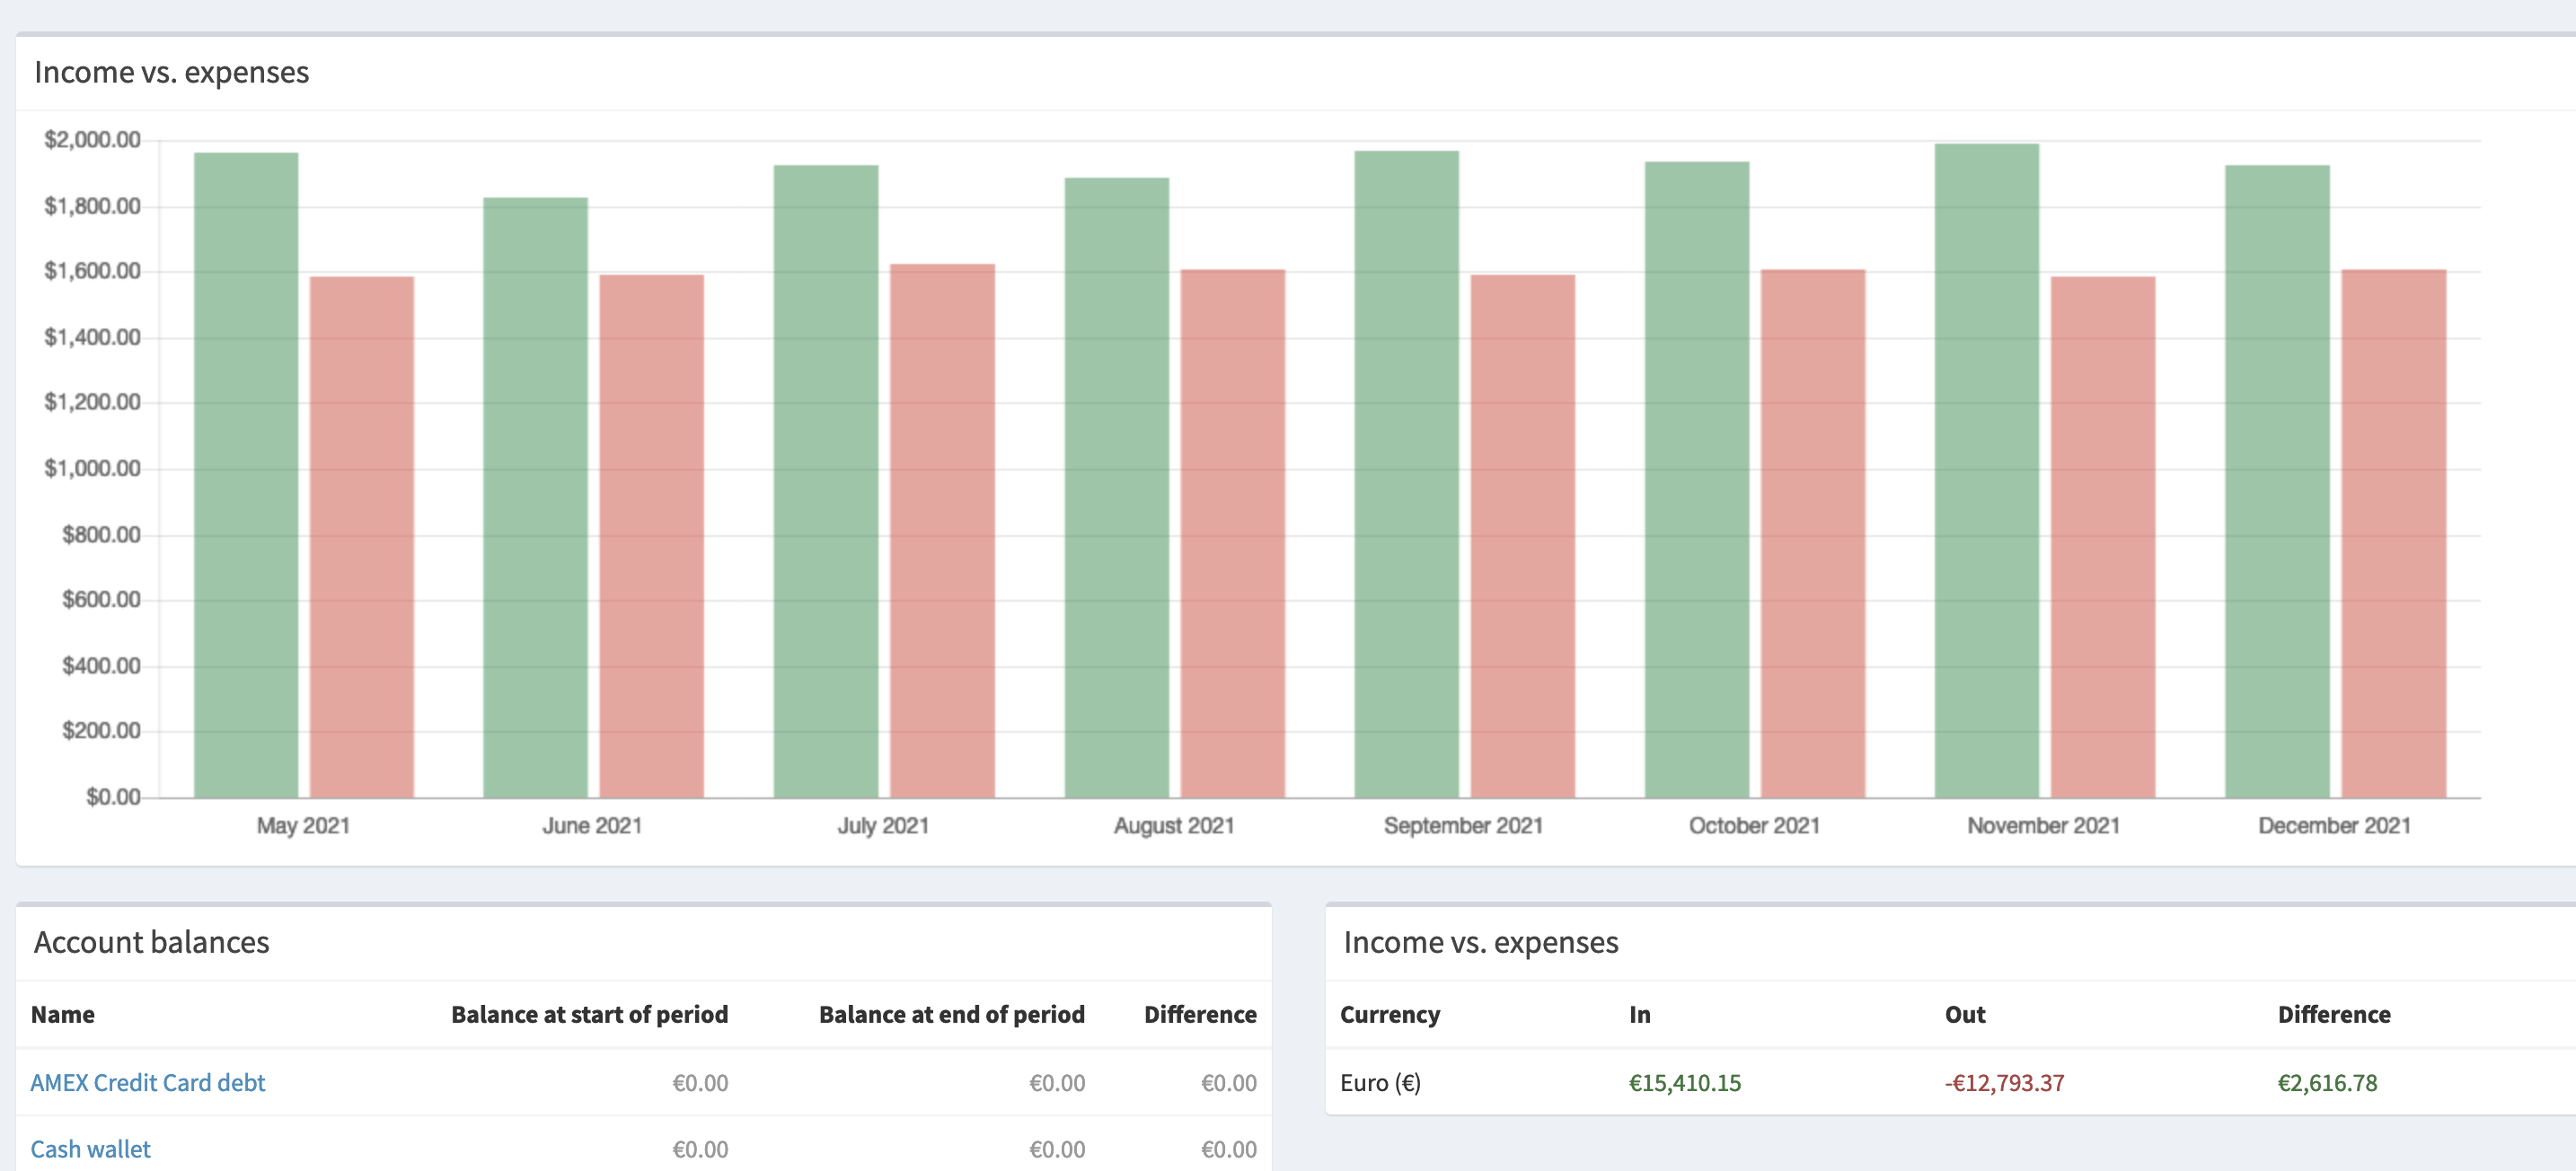 Income vs. expenses
$2,000.00
$1,800.00
$1,600.00
$1,400.00
$1,200.00
$1,000.00
$800.00
$600.00
$400.00
$200.00
$0.00
May 2021 June 2021 July 2021 August 2021 September 2021 October 2021 November 2021 December 2021
Account balances
Name Balance at start of period Balance at end of period Difference
AMEX Credit Card debt €0.00 €0.00 €0.00
Cash wallet €0.00 €0.00 €0.00
Income vs. expenses
Currency In Out Difference
Euro (€) €15,410.15 -€12,793.37 €2,616.78